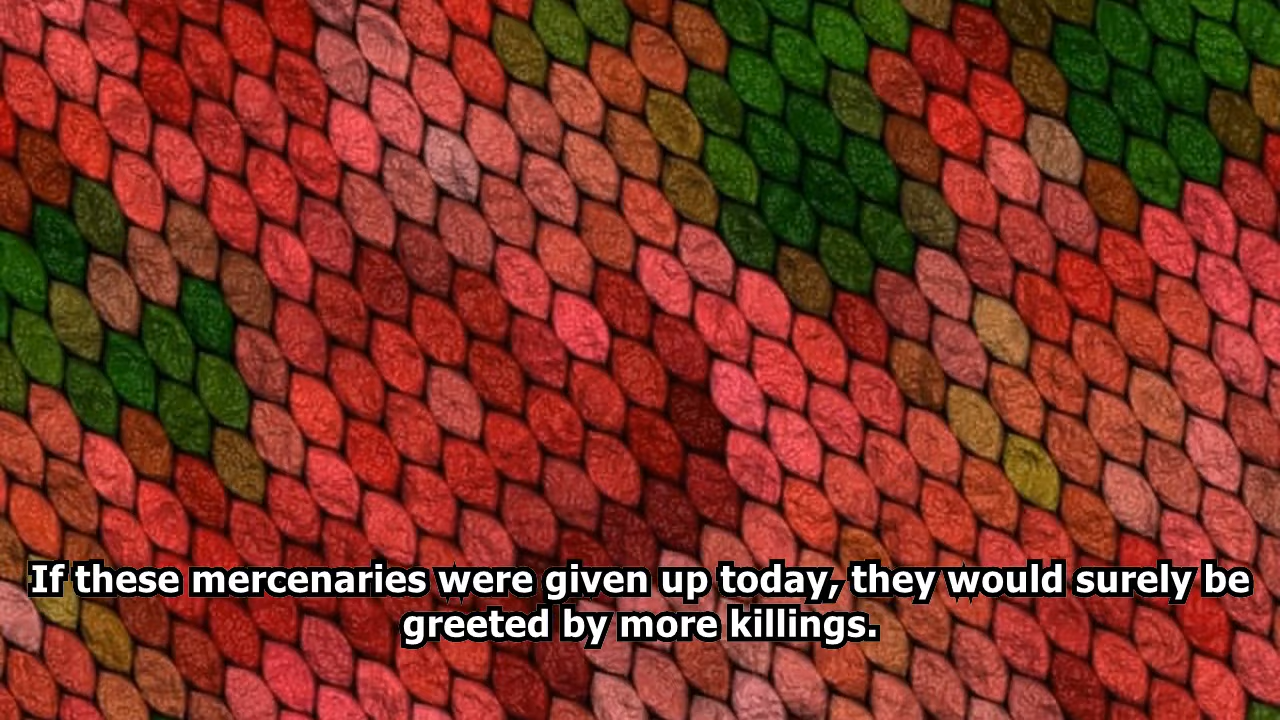 If these mercenaries were given up today, they would surely be
greeted by more killings.